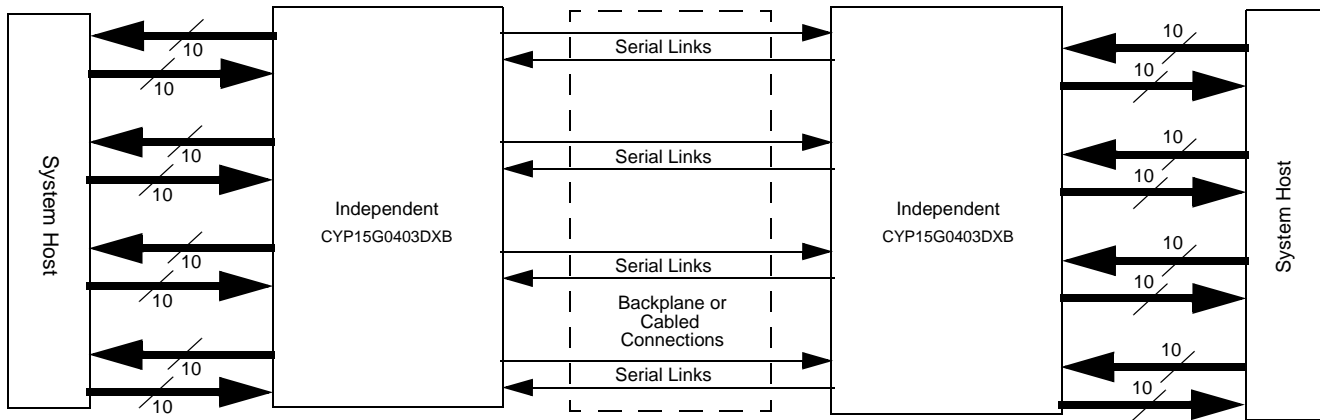 System Host
10
10
10
10
10
10
10
10
Independent
CYP15G0403DXB
Serial Links
Serial Links
Serial Links
Backplane or
Cabled
Connections
Serial Links
Independent
CYP15G0403DXB
10
10
10
10
10
10
10
10
System Host